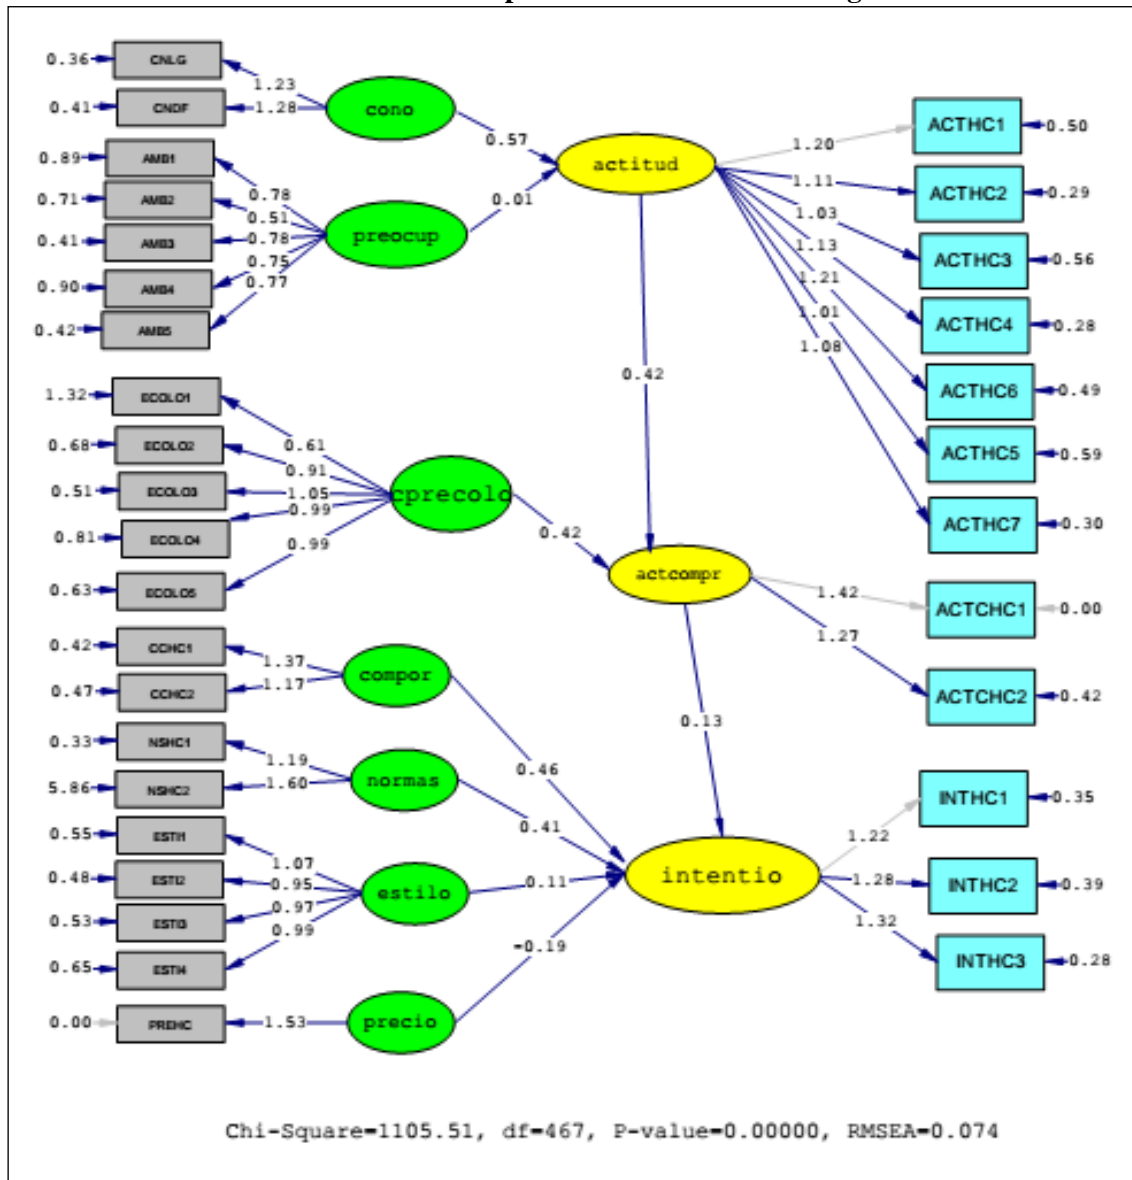 0.36 CNLG
1.23
0.41 CNDF
1.28
cono
0.57
0.89 AMB1
0.78
0.71 AMB2
0.51
0.41 AMB3
0.78
0.90 AMB4
0.75
0.42 AMB5
0.77
preocup
0.01
actitud
1.20
ACTHC1 0.50
1.11
ACTHC2 0.29
1.03
ACTHC3 0.56
1.13
ACTHC4 0.28
1.21
ACTHC6 0.49
1.01
ACTHC5 0.59
1.08
ACTHC7 0.30
0.42
1.32 ECOLO1
0.61
0.68 ECOLO2
0.91
0.51 ECOLO3
1.05
0.81 ECOLO4
0.99
0.63 ECOLO5
0.99
cprecolo
0.42
actcompr
1.42
ACTCHC1 0.00
1.27
ACTCHC2 0.42
0.13
0.42 CCHC1
1.37
0.47 CCHC2
1.17
compor
0.46
0.33 NSHC1
1.19
5.86 NSHC2
1.60
normas
0.41
0.55 ESTI1
1.07
0.48 ESTI2
0.95
0.53 ESTI3
0.97
0.65 ESTI4
0.99
estilo
0.11
0.00 PREHC
1.53
precio
-0.19
intentio
1.22
INTHC1 0.35
1.28
INTHC2 0.39
1.32
INTHC3 0.28
Chi-Square=1105.51, df=467, P-value=0.00000, RMSEA=0.074